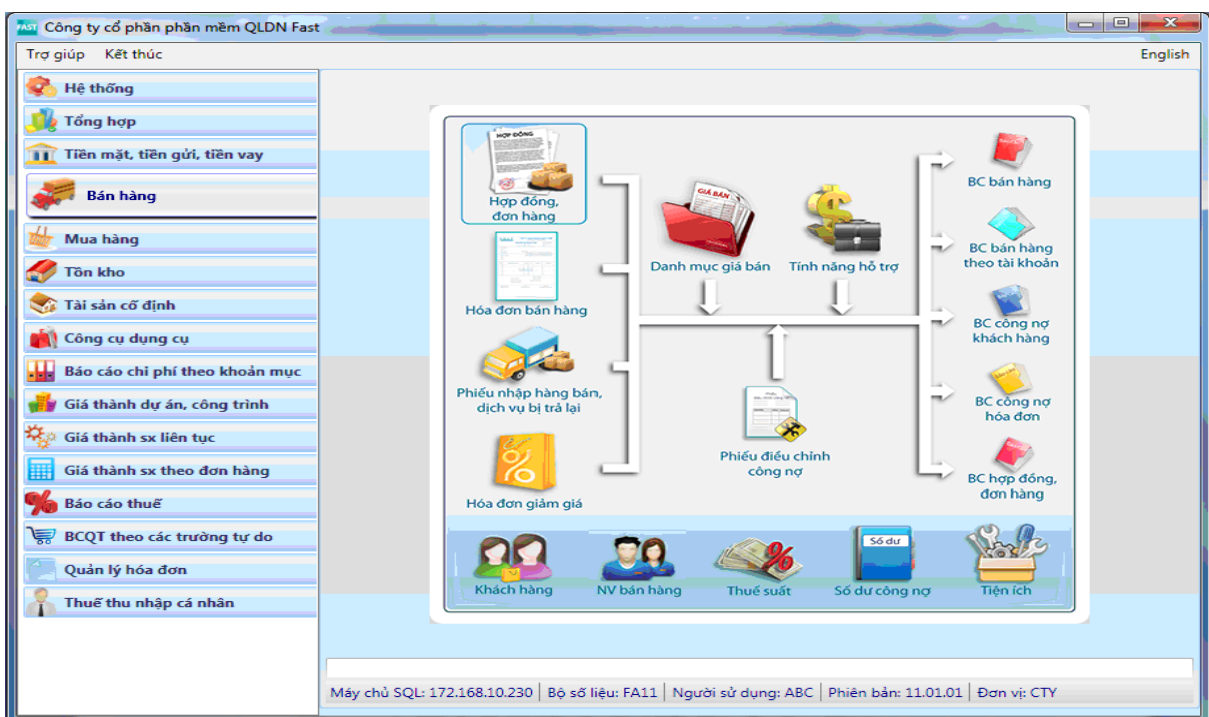 FAST Công ty cổ phần phần mềm QLDN Fast
Trợ giúp Kết thúc English
Hệ thống
Tổng hợp
Tiền mặt, tiền gửi, tiền vay
Bán hàng
Mua hàng
Tồn kho
Tài sản cố định
Công cụ dụng cụ
Báo cáo chi phí theo khoản mục
Giá thành dự án, công trình
Giá thành sx liên tục
Giá thành sx theo đơn hàng
Báo cáo thuế
BCQT theo các trường tự do
Quản lý hóa đơn
Thuế thu nhập cá nhân
HỢP ĐỒNG
Hợp đồng,
đơn hàng
Hóa đơn bán hàng
Phiếu nhập hàng bán,
dịch vụ bị trả lại
Hóa đơn giảm giá
GIÁ BÁN
Danh mục giá bán
Tính năng hỗ trợ
Phiếu điều chỉnh
công nợ
BC bán hàng
BC bán hàng
theo tài khoản
BC công nợ
khách hàng
BC công nợ
hóa đơn
BC hợp đồng,
đơn hàng
Khách hàng
NV bán hàng
Thuế suất
Số dư
Số dư công nợ
Tiện ích
Máy chủ SQL: 172.168.10.230 Bộ số liệu: FA11 Người sử dụng: ABC Phiên bản: 11.01.01 Đơn vị: CTY